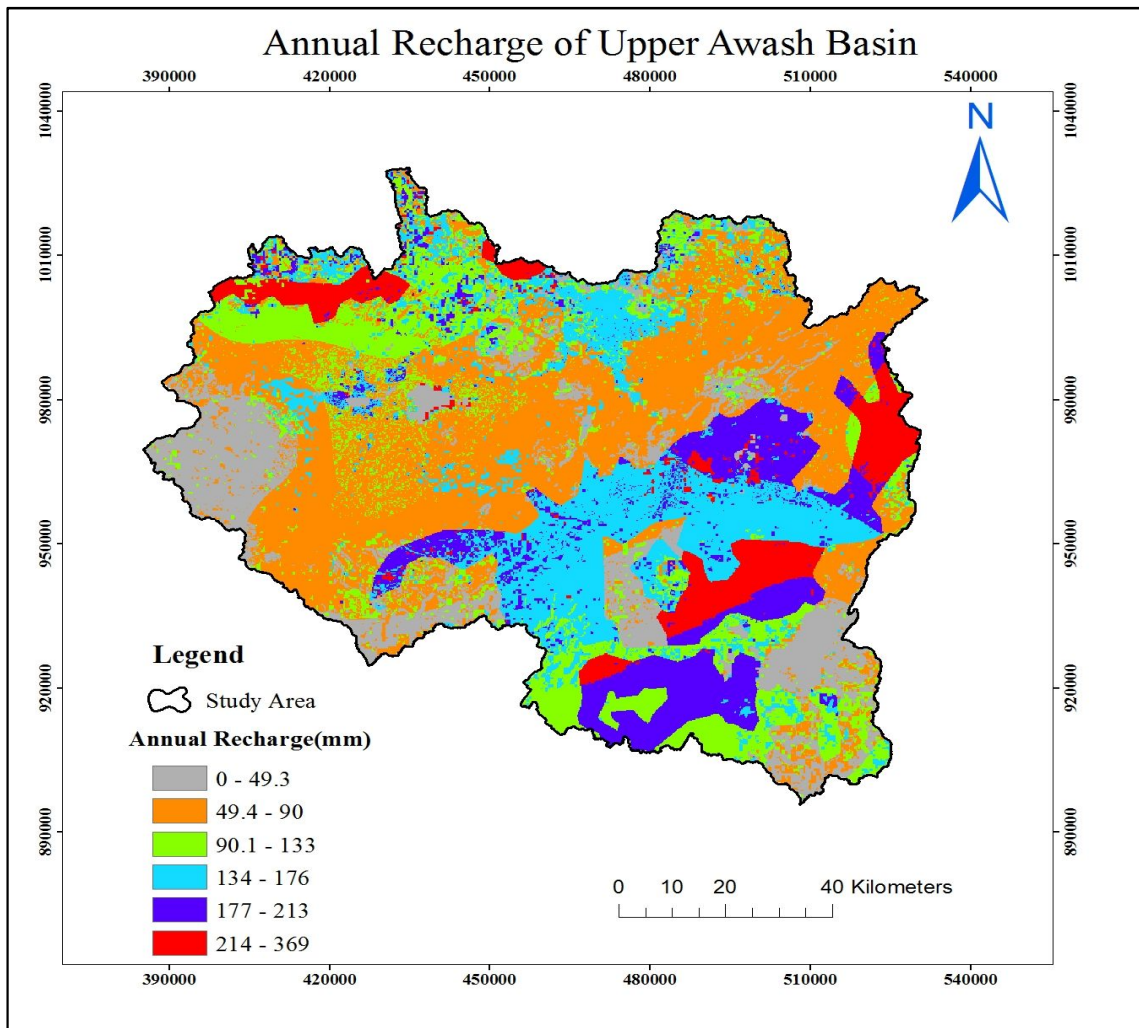 Annual Recharge of Upper Awash Basin
390000 420000 450000 480000 510000 540000
1040000 1040000
N
1010000 1010000
980000 980000
950000 950000
920000 920000
890000 890000
Legend
Study Area
Annual Recharge(mm)
0 - 49.3
49.4 - 90
90.1 - 133
134 - 176
177 - 213
214 - 369
0 10 20 40 Kilometers
390000 420000 450000 480000 510000 540000